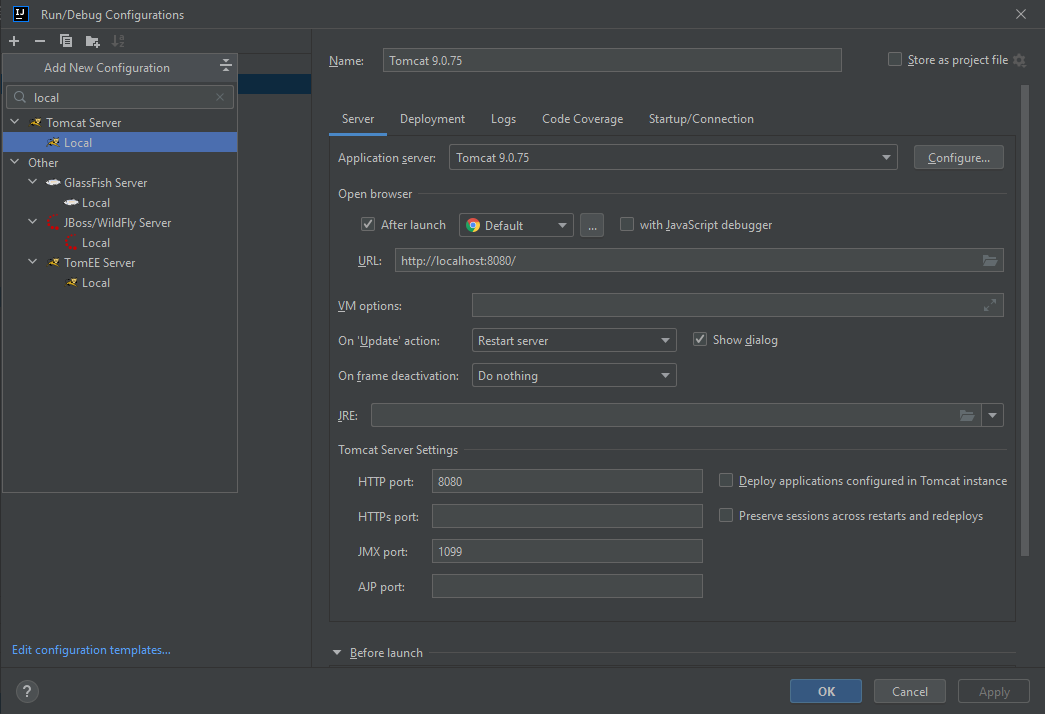 IJ Run/Debug Configurations
Add New Configuration
local
Tomcat Server
Local
Other
GlassFish Server
Local
JBoss/WildFly Server
Local
TomEE Server
Local
Edit configuration templates...
?
Name: Tomcat 9.0.75 Store as project file
Server Deployment Logs Code Coverage Startup/Connection
Application server: Tomcat 9.0.75 Configure...
Open browser
After launch Default ... with JavaScript debugger
URL: http://localhost:8080/
VM options:
On 'Update' action: Restart server Show dialog
On frame deactivation: Do nothing
JRE:
Tomcat Server Settings
HTTP port: 8080 Deploy applications configured in Tomcat instance
HTTPs port: Preserve sessions across restarts and redeploys
JMX port: 1099
AJP port:
Before launch
OK Cancel Apply